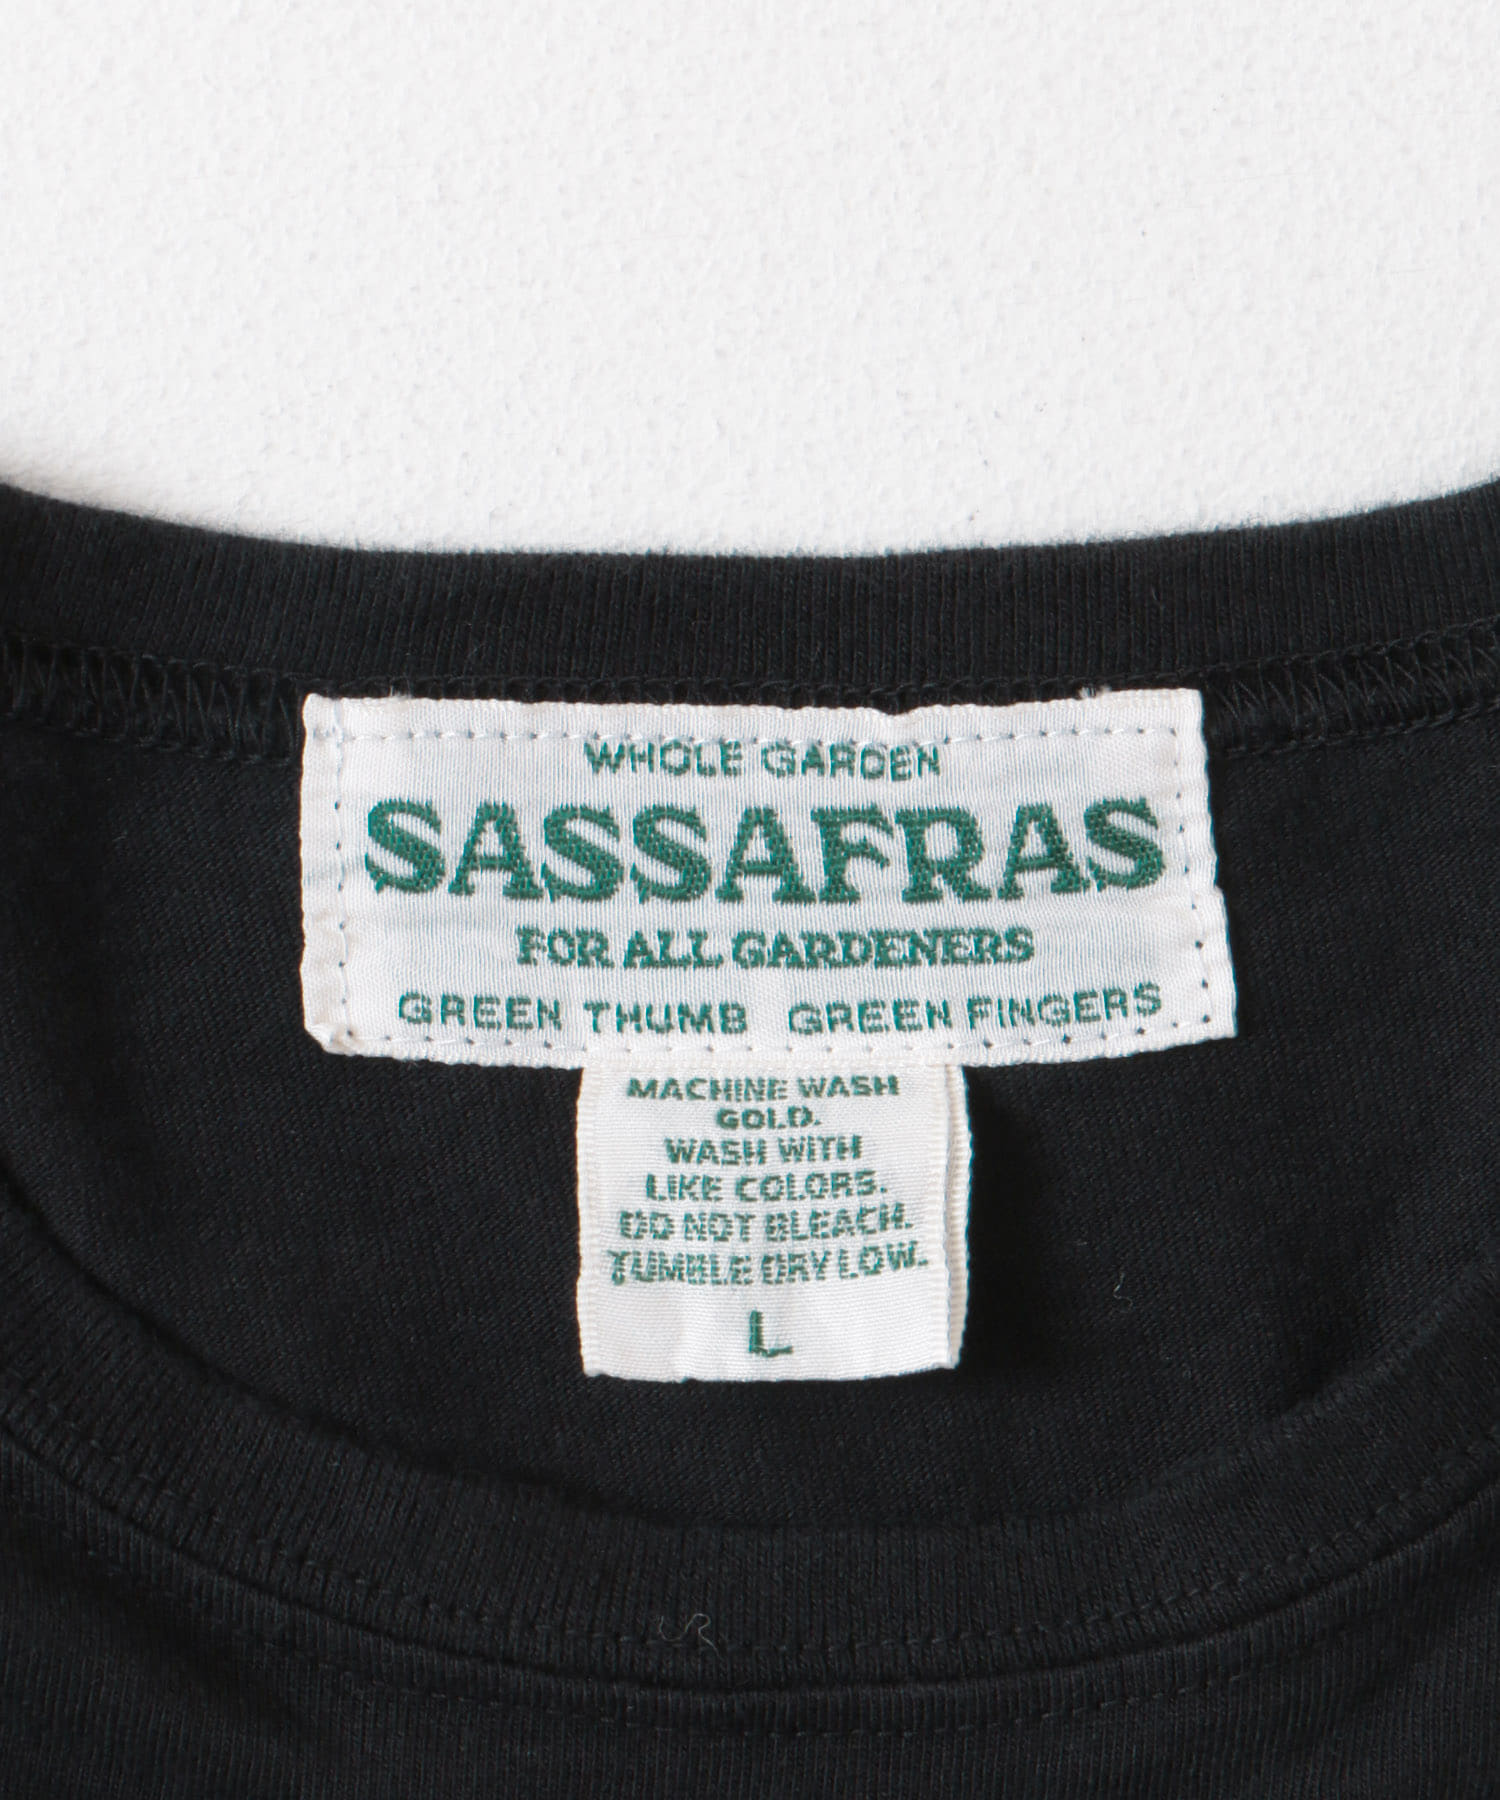 WHOLE GARDEN
SASSAFRAS
FOR ALL GARDENERS
GREEN THUMB GREEN FINGERS
MACHINE WASH
GOLD.
WASH WITH
LIKE COLORS.
DO NOT BLEACH.
TUMBLE DRY LOW.
L